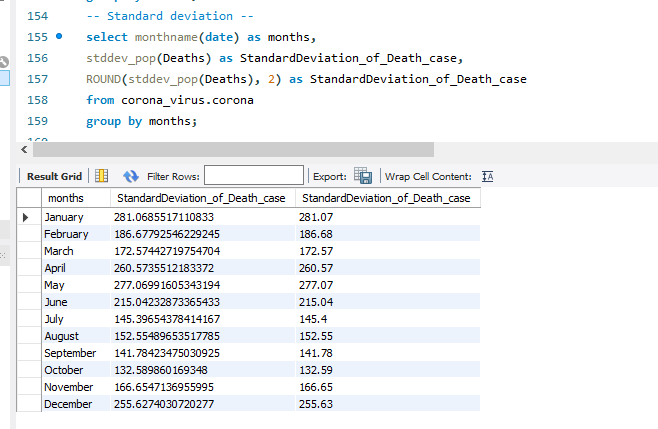 154 -- Standard deviation --
155 select monthname(date) as months,
156 stddev_pop(Deaths) as StandardDeviation_of_Death_case,
157 ROUND(stddev_pop(Deaths), 2) as StandardDeviation_of_Death_case
158 from corona_virus.corona
159 group by months;
Result Grid Filter Rows: Export: Wrap Cell Content: IA
months StandardDeviation_of_Death_case StandardDeviation_of_Death_case
January 281.0685517110833 281.07
February 186.67792546229245 186.68
March 172.57442719754704 172.57
April 260.5735512183372 260.57
May 277.06991605343194 277.07
June 215.04232873365433 215.04
July 145.39654378414167 145.4
August 152.55489653517785 152.55
September 141.78423475030925 141.78
October 132.589860169348 132.59
November 166.6547136955995 166.65
December 255.6274030720277 255.63